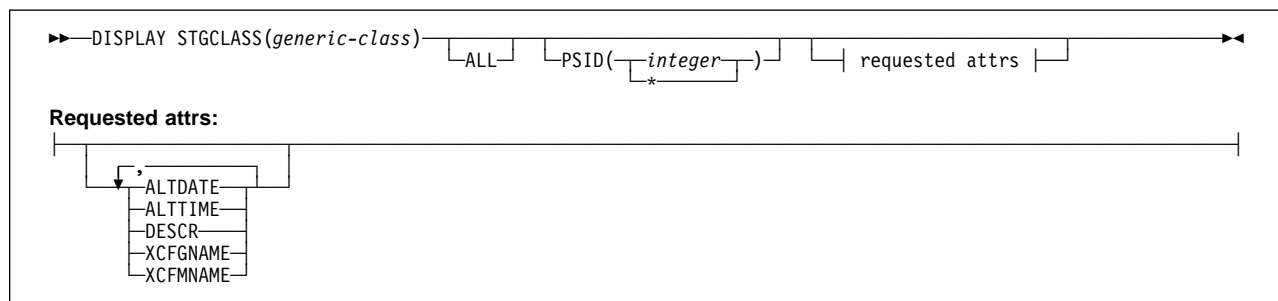 DISPLAY STGCLASS(generic-class)
ALL
PSID(
integer
*
)
requested attrs
Requested attrs:
,
ALTDATE
ALTTIME
DESCR
XCFGNAME
XCFMNAME